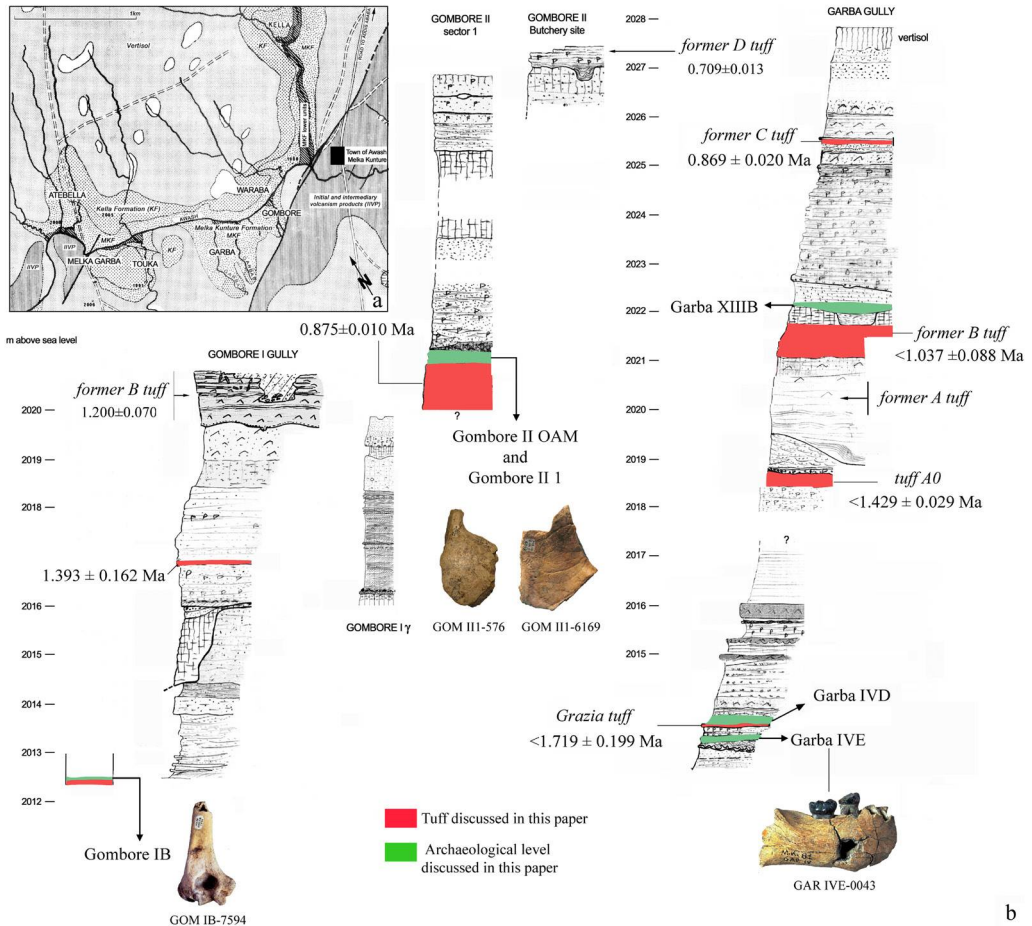 1km
Vertisol
KELLA
KF
MKF
MKF lower units
Town of Awash
Melka Kunture
WARABA
ATEBELLA
Kella Formation (KF)
AWASH
GOMBORE
Initial and intermediary
volcanism products (IIVP)
Melka Kunture Formation
MKF
IIVP
MKF
KF
IIVP
MELKA GARBA
TOUKA
GARBA
N
a
GOMBORE II
sector 1
GOMBORE II
Butchery site
2028
2027
2026
2025
2024
2023
2022
2021
2020
2019
2018
2017
2016
2015
GARBA GULLY
vertisol
former D tuff
0.709±0.013
former C tuff
0.869 ± 0.020 Ma
Garba XIIIB
former B tuff
<1.037 ±0.088 Ma
former A tuff
tuff A0
<1.429 ± 0.029 Ma
?
Garba IVD
Grazia tuff
<1.719 ± 0.199 Ma
Garba IVE
GAR IVE-0043
0.875±0.010 Ma
?
Gombore II OAM
and
Gombore II 1
GOM II1-576
GOM II1-6169
GOMBORE I γ
m above sea level
GOMBORE I GULLY
former B tuff
1.200±0.070
2020
2019
2018
1.393 ± 0.162 Ma
2016
2015
2014
2013
2012
Gombore IB
GOM IB-7594
Tuff discussed in this paper
Archaeological level
discussed in this paper
b